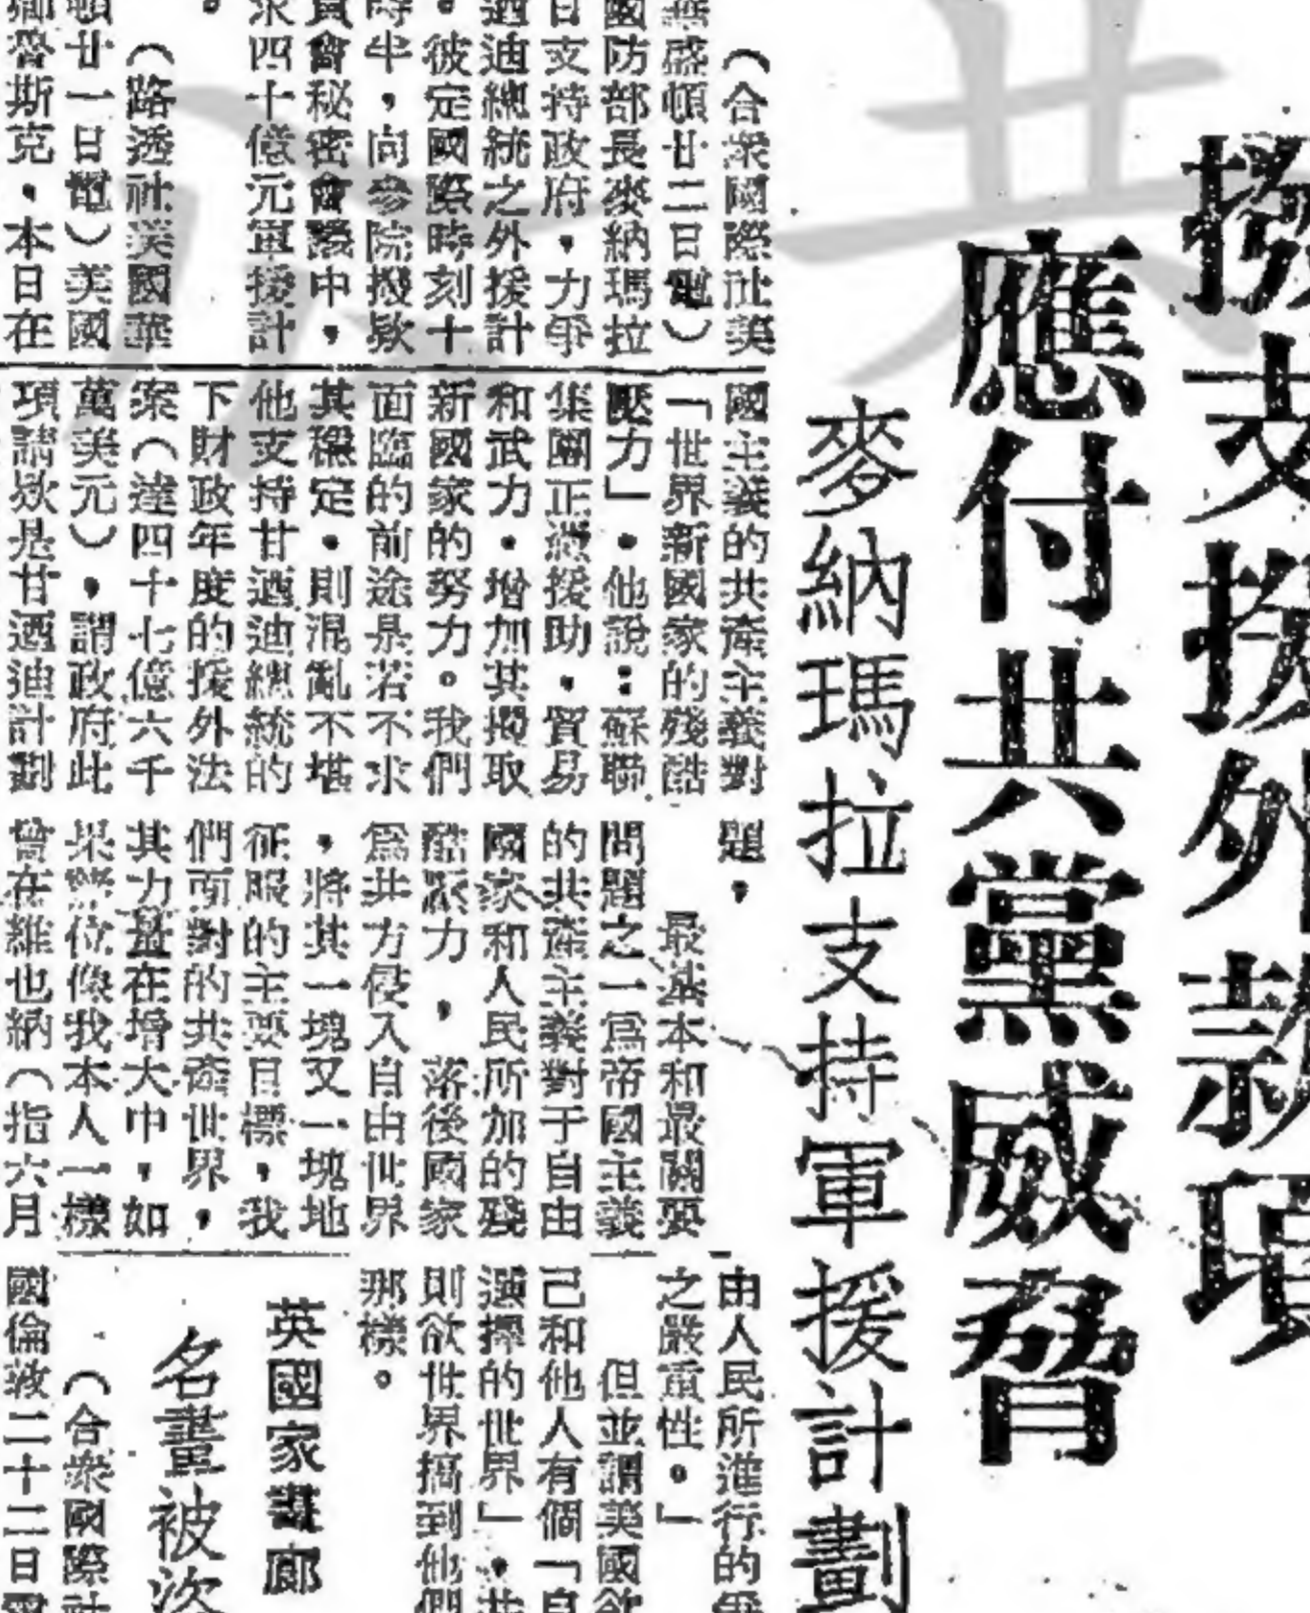 撥支援外款項
應付共黨威脅
麥納瑪拉支持軍援計劃
(合衆國際社美
無盛頓廿二日電)
國防部長麥納瑪拉
日支持政府,力爭
迺迪總統之外援計
。彼定國際時刻十
時半,向參院撥欵
員會秘密會議中,
求四十億元軍援計
。
(路透社美國華
頓廿一日電)美國
卿魯斯克,本日在
國主義的共產主義對
「世界新國家的殘酷
壓力」。他說:蘇聯
集團正濫援助,貿易
和武力,增加其攫取
新國家的努力。我們
面臨的前途是若不求
其穩定,則混亂不堪
他支持甘迺迪總統的
下財政年度的援外法
案(達四十七億六千
萬美元),謂政府此
項請欵是甘迺迪計劃
題,
最基本和最關要
問題之一爲帝國主義
的共產主義對于自由
國家和人民所加的殘
酷壓力,落後國家
爲共方侵入自由世界
,將其一塊又一塊地
征服的主要目標,我
們面對的共產世界,
其力量在增大中,如
果諸位像我本人一樣
曾在維也納(指六月
由人民所進行的
之嚴重性。」
但並謂美國欲
己和他人有個「自
選擇的世界」,共
則欲世界搞到他們
那樣。
英國家畫廊
名畫被盜
(合衆國際社
國倫敦二十二日電
共